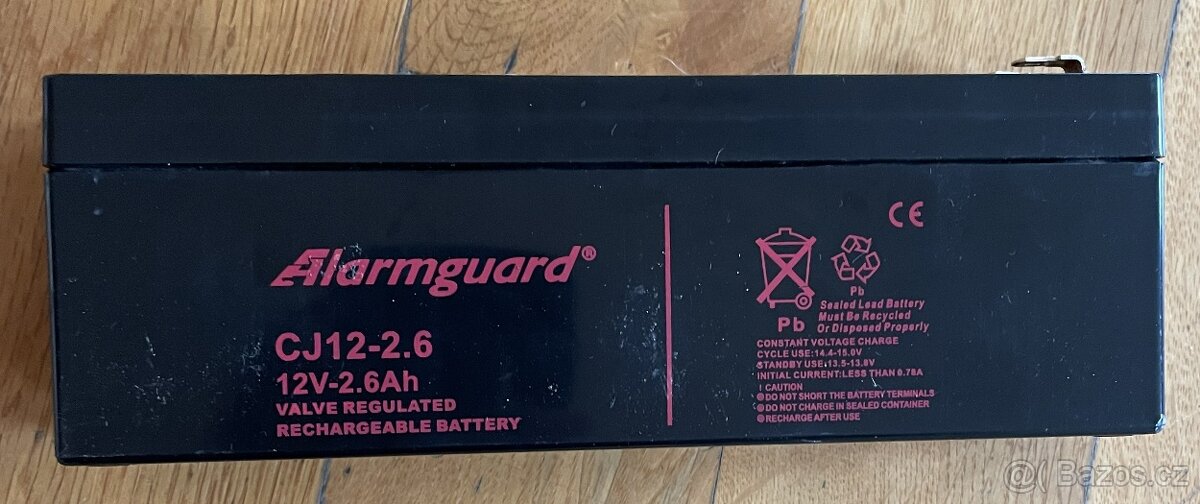 Alarmguard®
CJ12-2.6
12V-2.6Ah
VALVE REGULATED
RECHARGEABLE BATTERY
CE
Pb
Pb
Sealed Lead Battery
Must Be Recycled
Or Disposed Properly
CONSTANT VOLTAGE CHARGE
CYCLE USE:14.4-15.0V
STANDBY USE:13.5-13.8V
INITIAL CURRENT:LESS THAN 0.78A
! CAUTION
DO NOT SHORT THE BATTERY TERMINALS
DO NOT CHARGE IN SEALED CONTAINER
RECHARGE AFTER USE
Bazos.cz